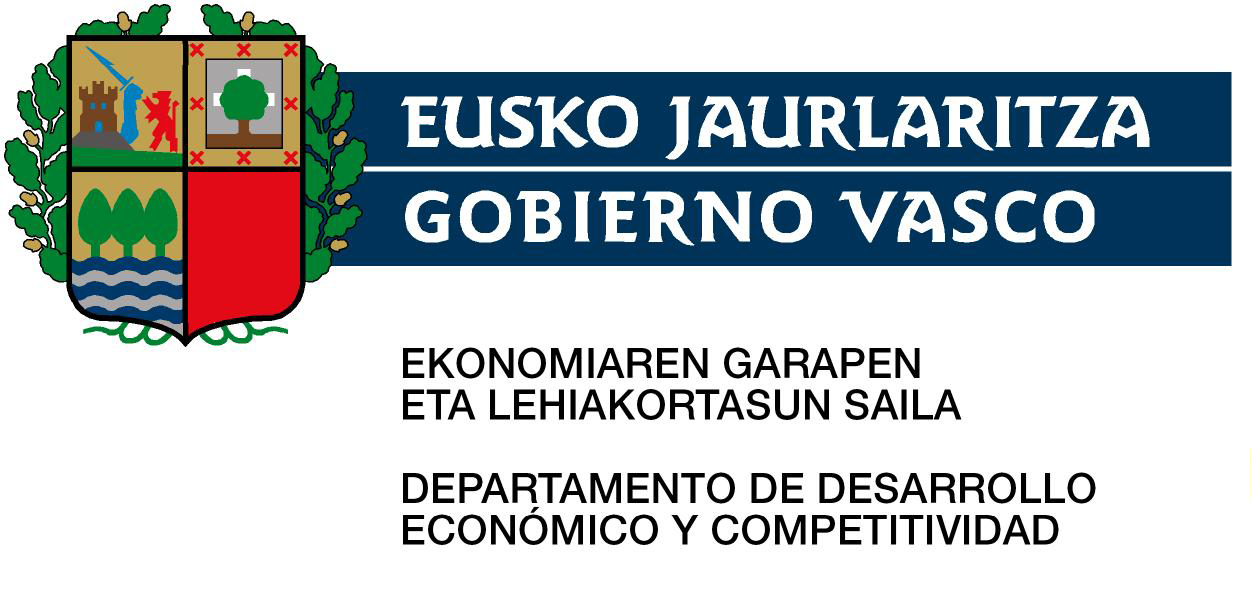 EUSKO JAURLARITZA
GOBIERNO VASCO
EKONOMIAREN GARAPEN
ETA LEHIAKORTASUN SAILA
DEPARTAMENTO DE DESARROLLO
ECONÓMICO Y COMPETITIVIDAD